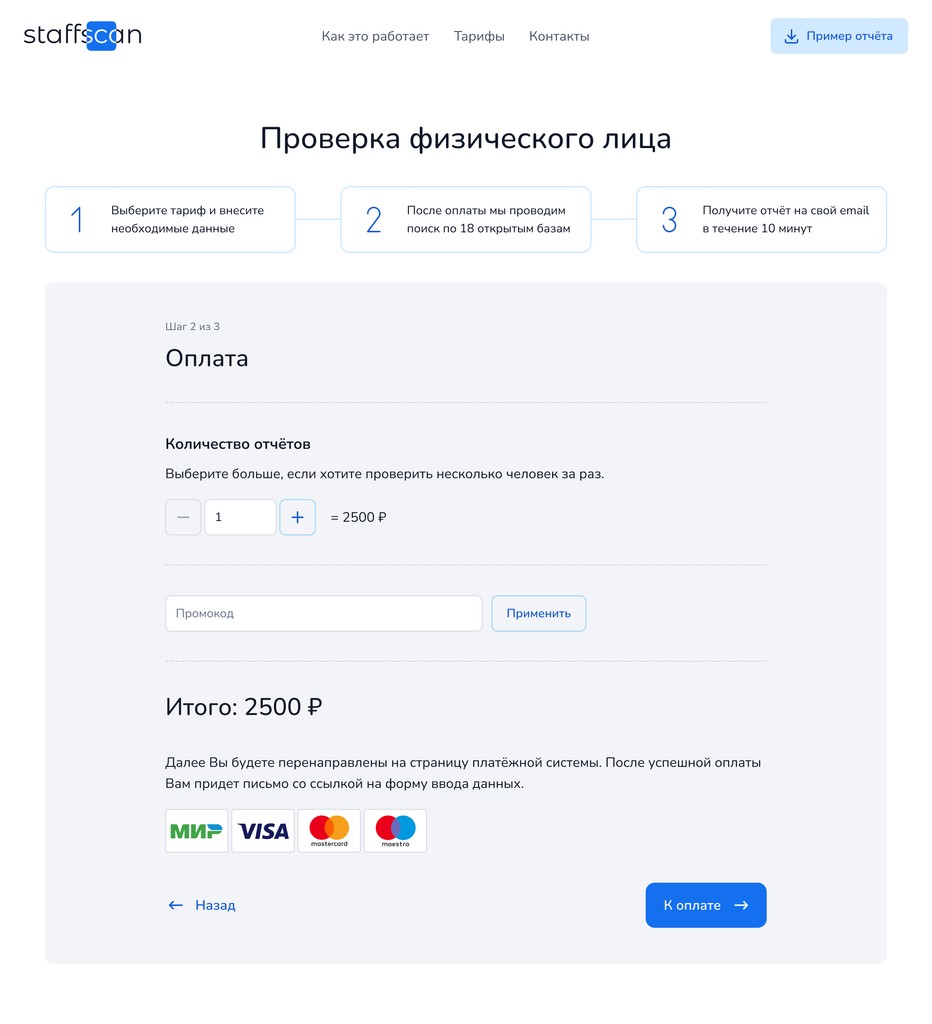 staffscan
Как это работает
Тарифы
Контакты
Пример отчёта
Проверка физического лица
1
Выберите тариф и внесите
необходимые данные
2
После оплаты мы проводим
поиск по 18 открытым базам
3
Получите отчёт на свой email
в течение 10 минут
Шаг 2 из 3
Оплата
Количество отчётов
Выберите больше, если хотите проверить несколько человек за раз.
− 1 + = 2500 ₽
Промокод
Применить
Итого: 2500 ₽
Далее Вы будете перенаправлены на страницу платёжной системы. После успешной оплаты
Вам придет письмо со ссылкой на форму ввода данных.
МИР
VISA
mastercard
maestro
Назад
К оплате